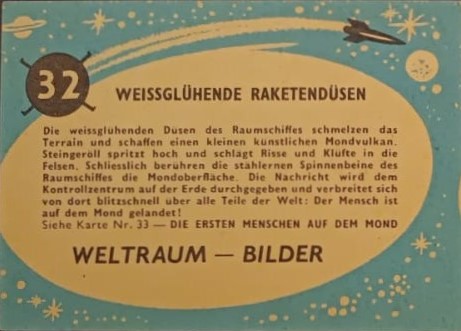 32
WEISSGLÜHENDE RAKETENDÜSEN
Die weissglühenden Düsen des Raumschiffes schmelzen das
Terrain und schaffen einen kleinen künstlichen Mondvulkan.
Steingeröll spritzt hoch und schlägt Risse und Klüfte in die
Felsen. Schliesslich berühren die stählernen Spinnenbeine des
Raumschiffes die Mondoberfläche. Die Nachricht wird dem
Kontrollzentrum auf der Erde durchgegeben und verbreitet sich
von dort blitzschnell über alle Teile der Welt: Der Mensch ist
auf dem Mond gelandet!
Siehe Karte Nr. 33 — DIE ERSTEN MENSCHEN AUF DEM MOND
WELTRAUM — BILDER